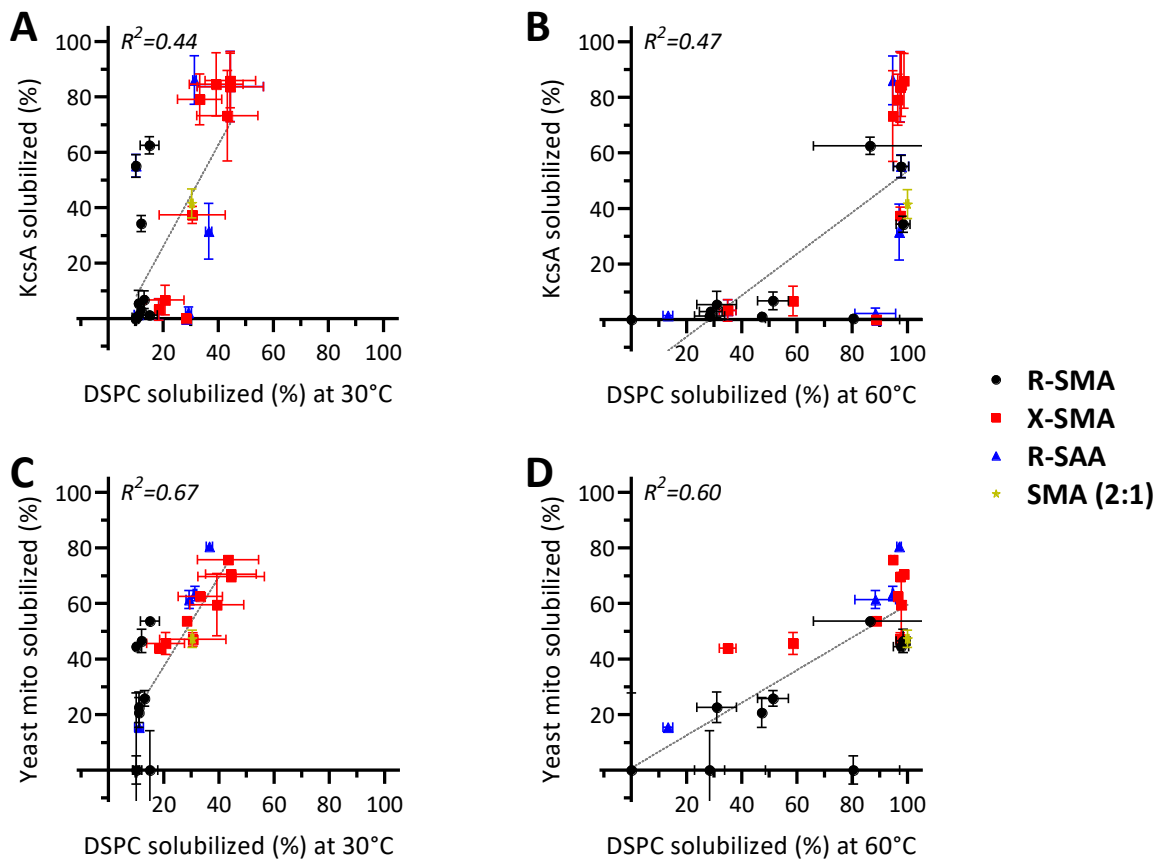 A
R²=0.44
100
80
60
40
20
KcsA solubilized (%)
20 40 60 80 100
DSPC solubilized (%) at 30°C
B
R²=0.47
100
80
60
40
20
KcsA solubilized (%)
20 40 60 80 100
DSPC solubilized (%) at 60°C
R-SMA
X-SMA
R-SAA
SMA (2:1)
C
R²=0.67
100
80
60
40
20
Yeast mito solubilized (%)
20 40 60 80 100
DSPC solubilized (%) at 30°C
D
R²=0.60
100
80
60
40
20
Yeast mito solubilized (%)
20 40 60 80 100
DSPC solubilized (%) at 60°C